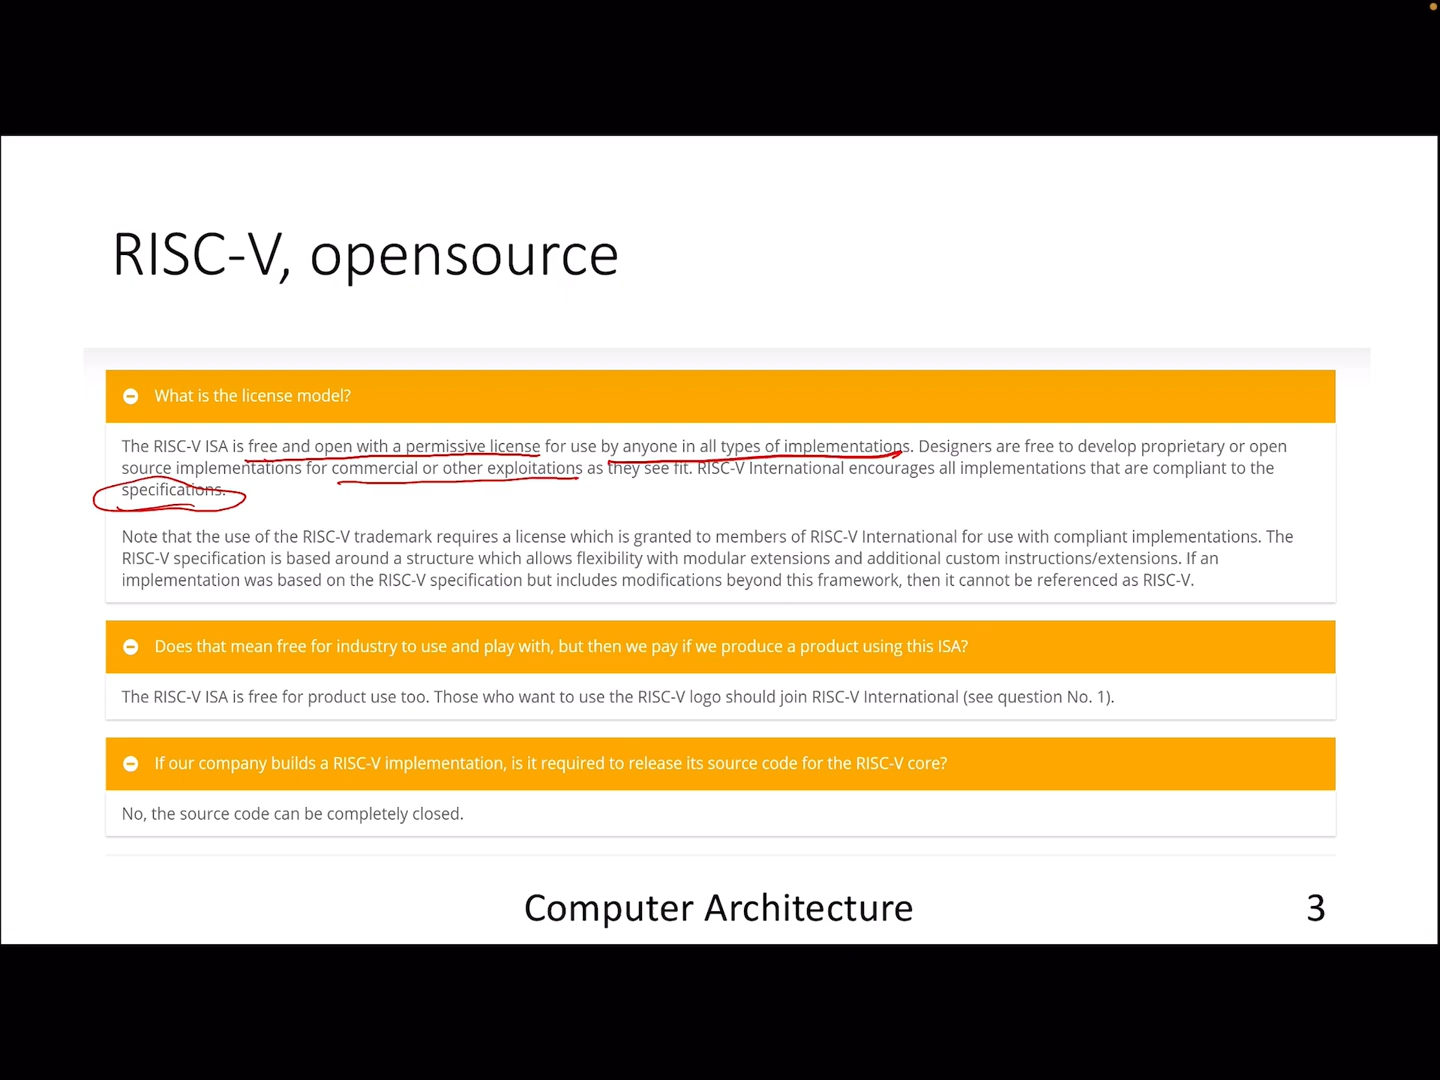 RISC-V, opensource
What is the license model?
The RISC-V ISA is free and open with a permissive license for use by anyone in all types of implementations. Designers are free to develop proprietary or open
source implementations for commercial or other exploitations as they see fit. RISC-V International encourages all implementations that are compliant to the
specifications.
Note that the use of the RISC-V trademark requires a license which is granted to members of RISC-V International for use with compliant implementations. The
RISC-V specification is based around a structure which allows flexibility with modular extensions and additional custom instructions/extensions. If an
implementation was based on the RISC-V specification but includes modifications beyond this framework, then it cannot be referenced as RISC-V.
Does that mean free for industry to use and play with, but then we pay if we produce a product using this ISA?
The RISC-V ISA is free for product use too. Those who want to use the RISC-V logo should join RISC-V International (see question No. 1).
If our company builds a RISC-V implementation, is it required to release its source code for the RISC-V core?
No, the source code can be completely closed.
Computer Architecture
3